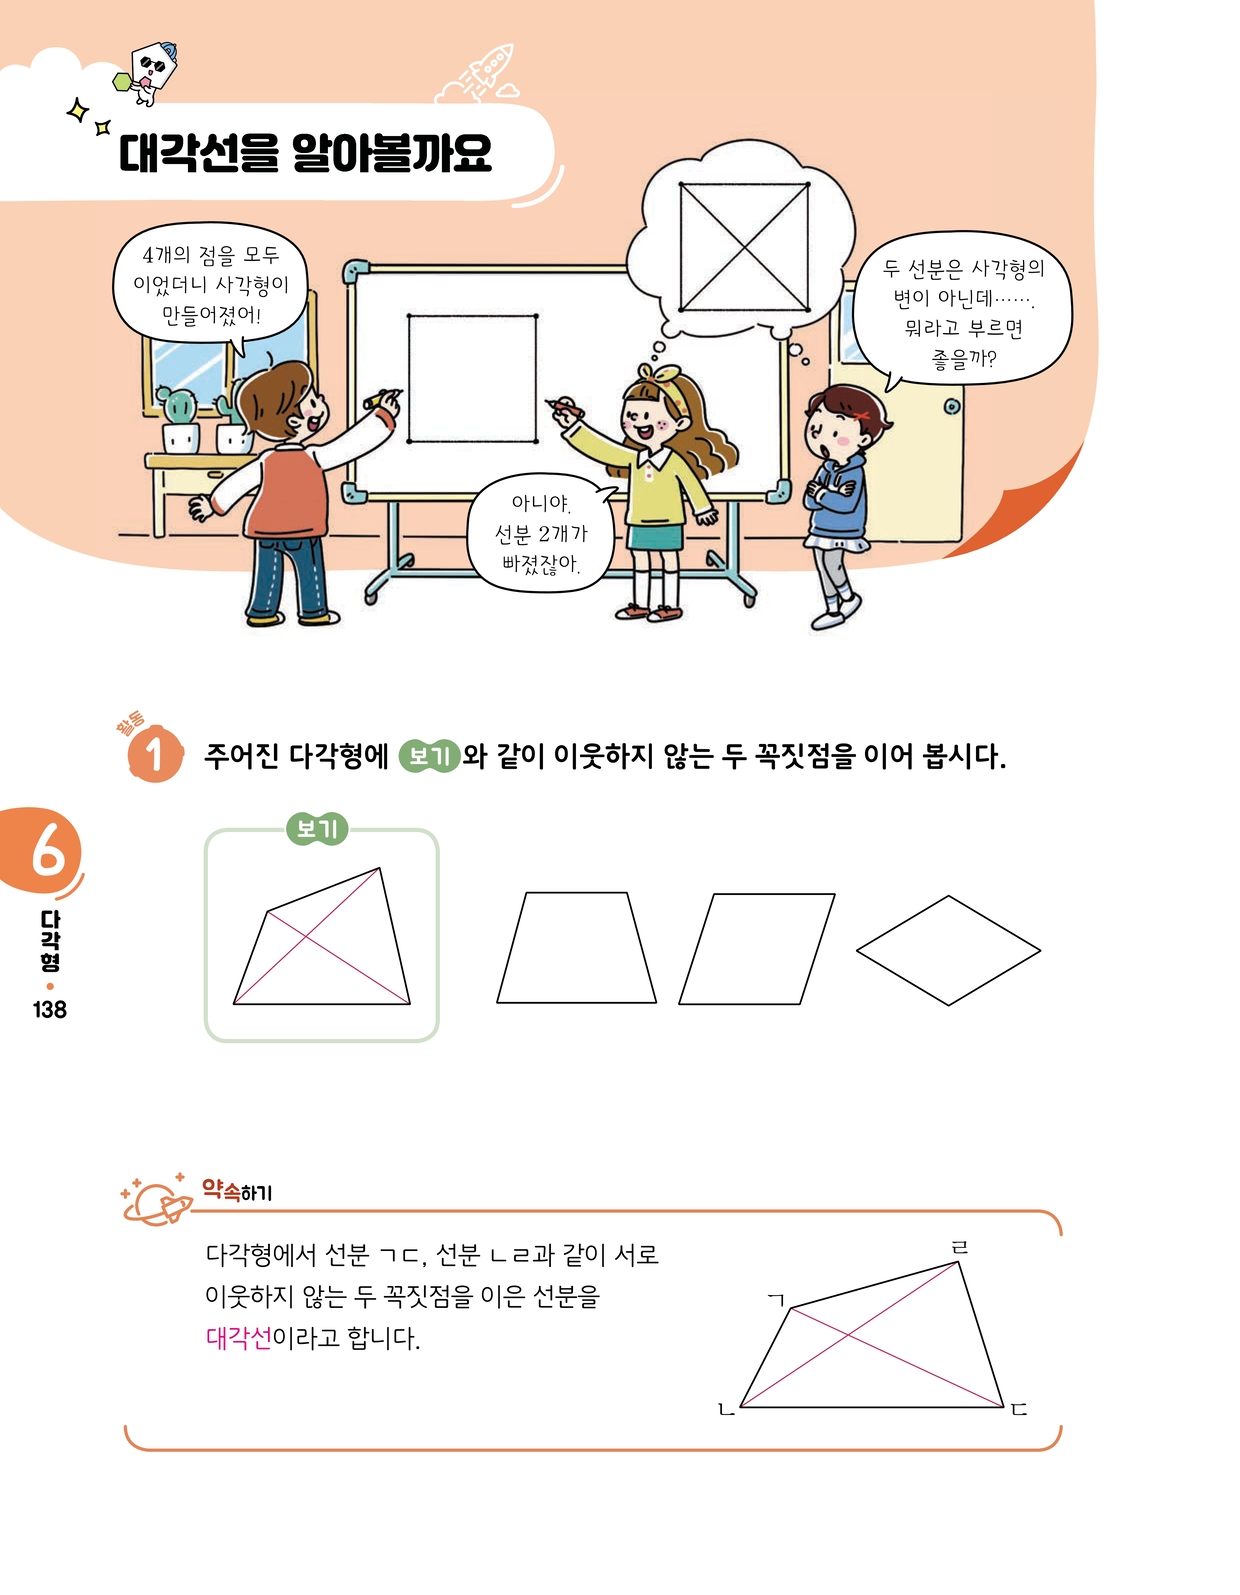 대각선을 알아볼까요
4개의 점을 모두
이었더니 사각형이
만들어졌어!
두 선분은 사각형의
변이 아닌데…….
뭐라고 부르면
좋을까?
아니야.
선분 2개가
빠졌잖아.
활동
1 주어진 다각형에 보기와 같이 이웃하지 않는 두 꼭짓점을 이어 봅시다.
보기
6
다각형
138
약속하기
다각형에서 선분 ㄱㄷ, 선분 ㄴㄹ과 같이 서로
이웃하지 않는 두 꼭짓점을 이은 선분을
대각선이라고 합니다.
ㄹ
ㄱ
ㄴ
ㄷ